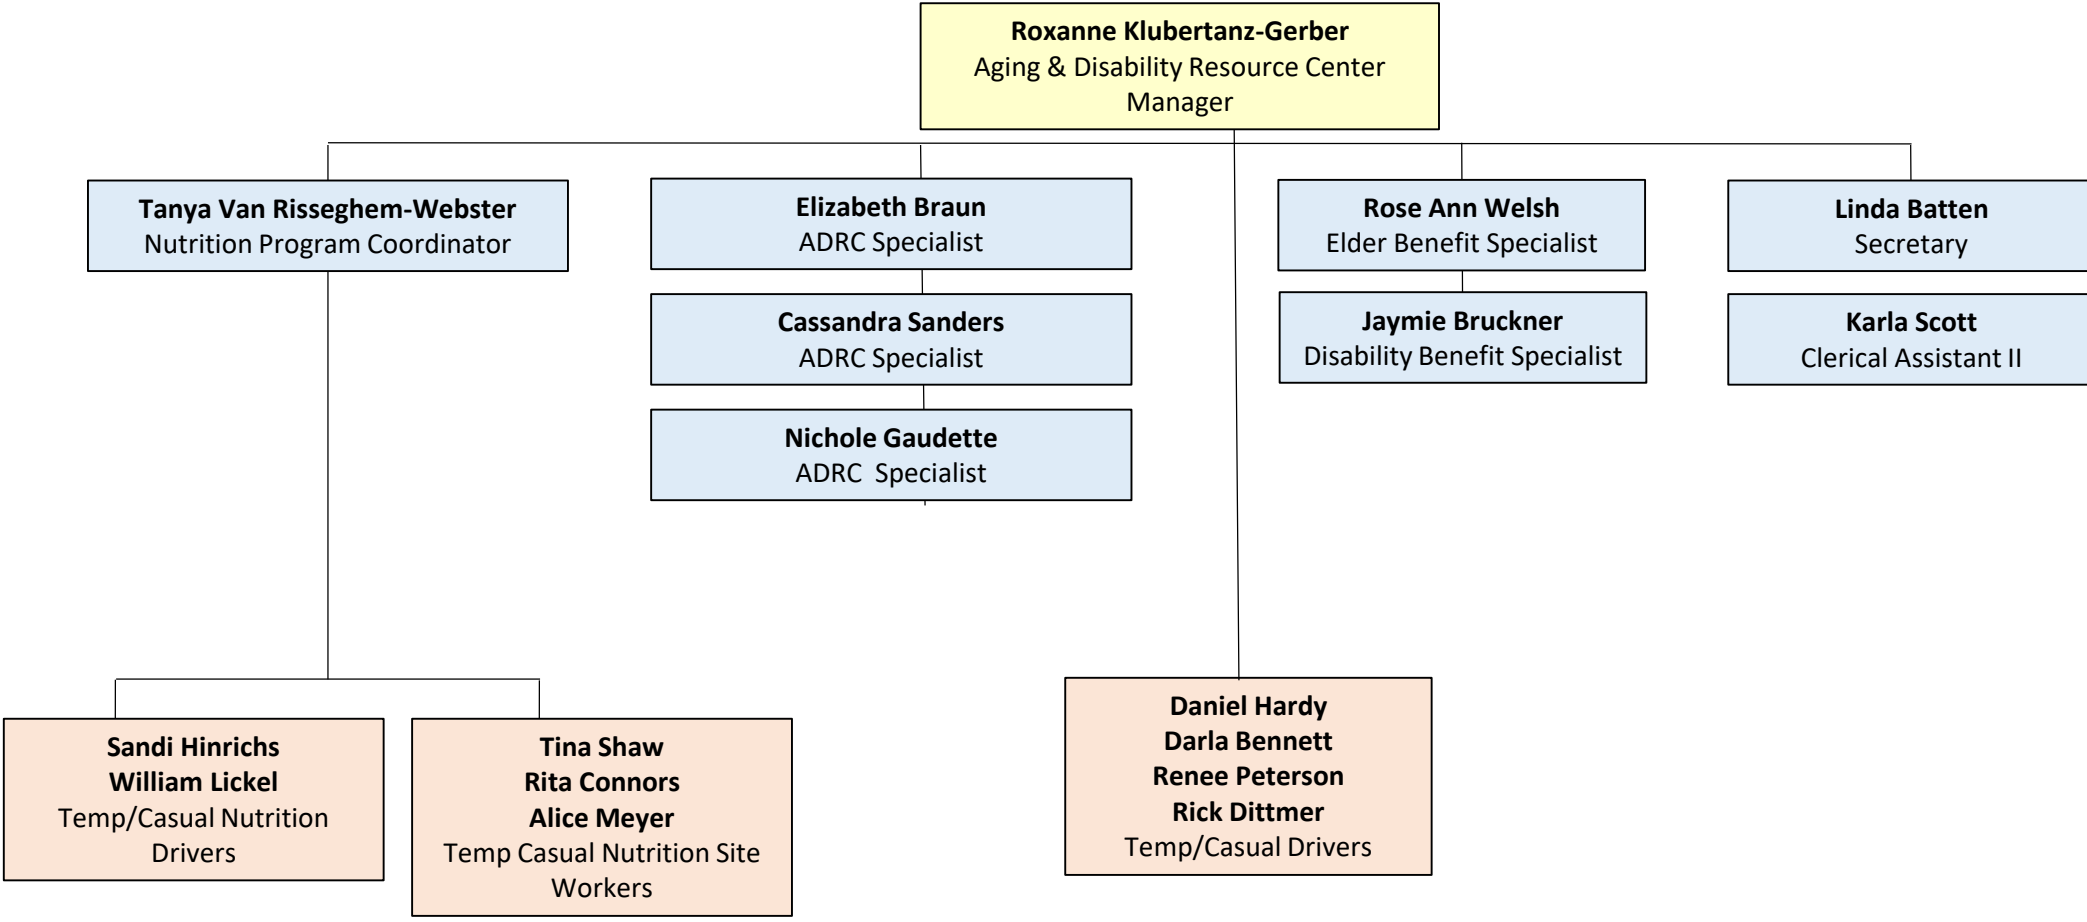 Roxanne Klubertanz-Gerber
Aging & Disability Resource Center
Manager
Tanya Van Risseghem-Webster
Nutrition Program Coordinator
Elizabeth Braun
ADRC Specialist
Cassandra Sanders
ADRC Specialist
Nichole Gaudette
ADRC  Specialist
Rose Ann Welsh
Elder Benefit Specialist
Jaymie Bruckner
Disability Benefit Specialist
Linda Batten
Secretary
Karla Scott
Clerical Assistant II
Sandi Hinrichs
William Lickel
Temp/Casual Nutrition
Drivers
Tina Shaw
Rita Connors
Alice Meyer
Temp Casual Nutrition Site
Workers
Daniel Hardy
Darla Bennett
Renee Peterson
Rick Dittmer
Temp/Casual Drivers